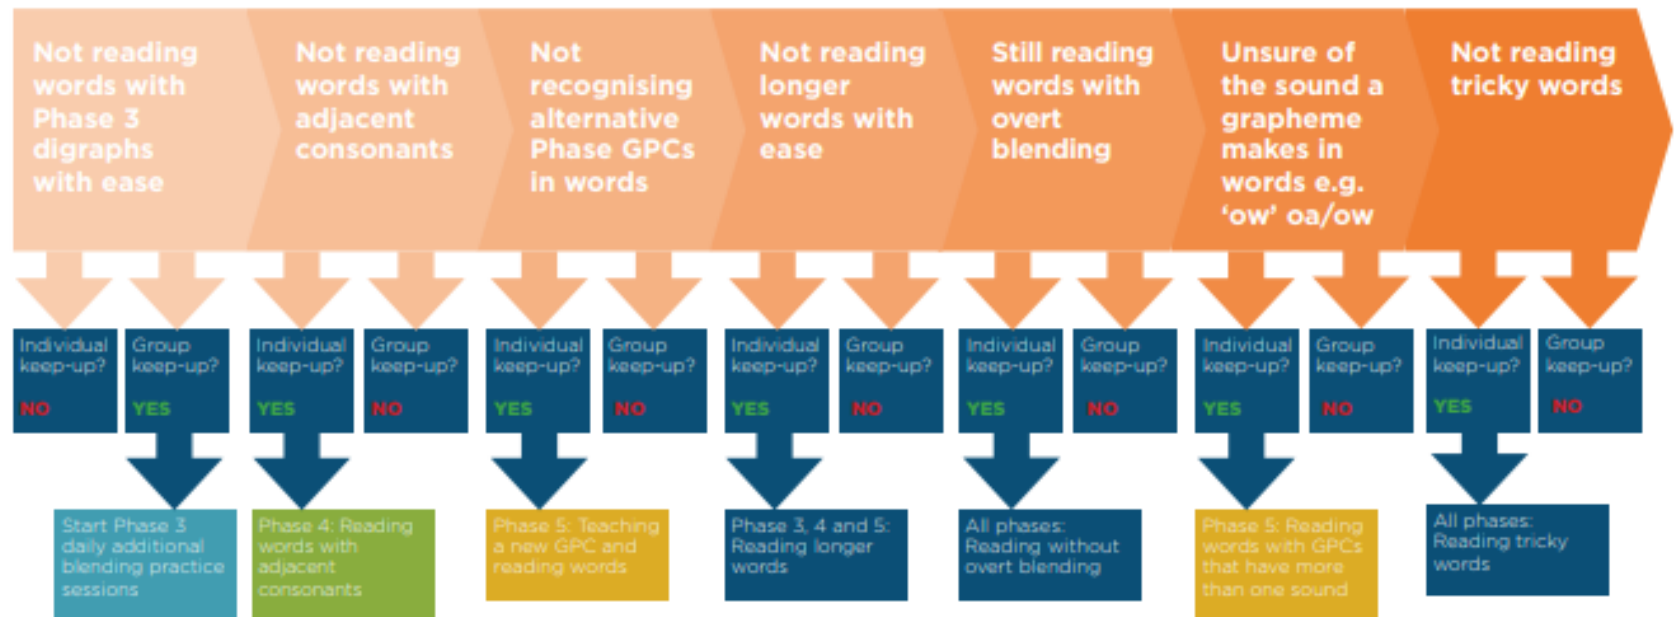 Not reading
words with
Phase 3
digraphs
with ease
Not reading
words with
adjacent
consonants
Not
recognising
alternative
Phase GPCs
in words
Not reading
longer
words with
ease
Still reading
words with
overt
blending
Unsure of
the sound a
grapheme
makes in
words e.g.
‘ow’ oa/ow
Not reading
tricky words
Individual
keep-up?
NO
Group
keep-up?
YES
Individual
keep-up?
YES
Group
keep-up?
NO
Individual
keep-up?
YES
Group
keep-up?
NO
Individual
keep-up?
YES
Group
keep-up?
NO
Individual
keep-up?
YES
Group
keep-up?
NO
Individual
keep-up?
YES
Group
keep-up?
NO
Individual
keep-up?
YES
Group
keep-up?
NO
Start Phase 3
daily additional
blending practice
sessions
Phase 4: Reading
words with
adjacent
consonants
Phase 5: Teaching
a new GPC and
reading words
Phase 3, 4 and 5:
Reading longer
words
All phases:
Reading without
overt blending
Phase 5: Reading
words with GPCs
that have more
than one sound
All phases:
Reading tricky
words